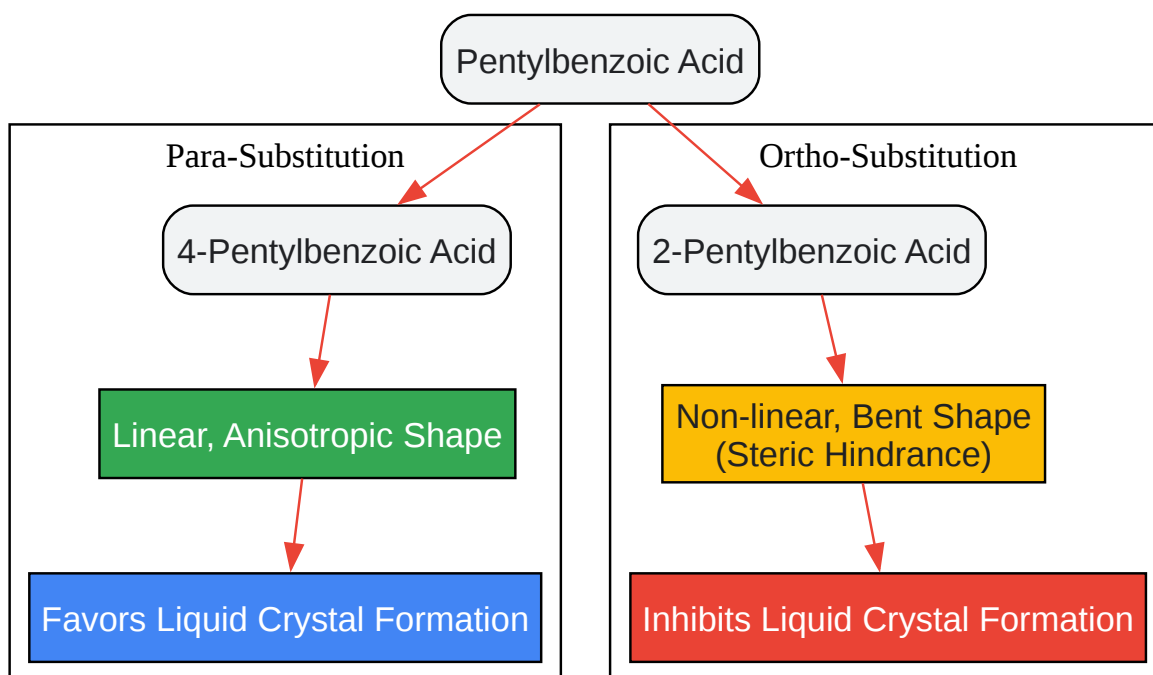 Pentylbenzoic Acid
Para-Substitution
4-Pentylbenzoic Acid
Linear, Anisotropic Shape
Favors Liquid Crystal Formation
Ortho-Substitution
2-Pentylbenzoic Acid
Non-linear, Bent Shape
(Steric Hindrance)
Inhibits Liquid Crystal Formation